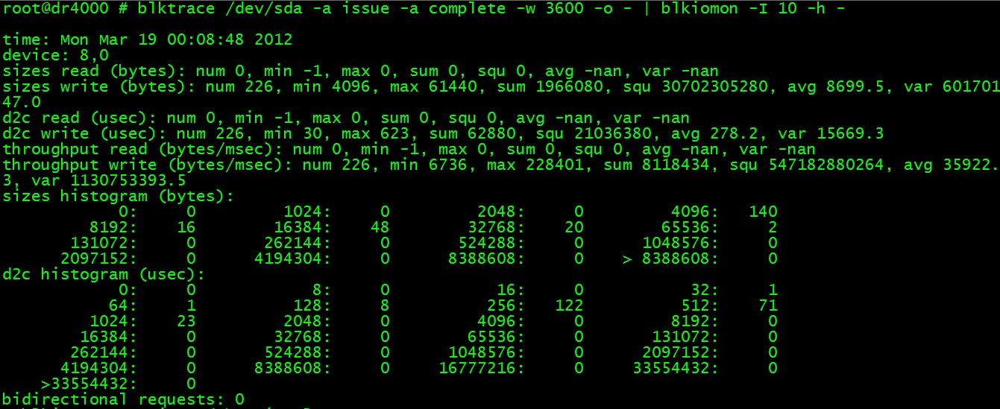 root@dr4000 # blktrace /dev/sda -a issue -a complete -w 3600 -o - | blkiomon -I 10 -h -
time: Mon Mar 19 00:08:48 2012
device: 8,0
sizes read (bytes): num 0, min -1, max 0, sum 0, squ 0, avg -nan, var -nan
sizes write (bytes): num 226, min 4096, max 61440, sum 1966080, squ 30702305280, avg 8699.5, var 601701
47.0
d2c read (usec): num 0, min -1, max 0, sum 0, squ 0, avg -nan, var -nan
d2c write (usec): num 226, min 30, max 623, sum 62880, squ 21036380, avg 278.2, var 15669.3
throughput read (bytes/msec): num 0, min -1, max 0, sum 0, squ 0, avg -nan, var -nan
throughput write (bytes/msec): num 226, min 6736, max 228401, sum 8118434, squ 547182880264, avg 35922.
3, var 1130753393.5
sizes histogram (bytes):
0: 0 1024: 0 2048: 0 4096: 140
8192: 16 16384: 48 32768: 20 65536: 2
131072: 0 262144: 0 524288: 0 1048576: 0
2097152: 0 4194304: 0 8388608: 0 > 8388608: 0
d2c histogram (usec):
0: 0 8: 0 16: 0 32: 1
64: 1 128: 8 256: 122 512: 71
1024: 23 2048: 0 4096: 0 8192: 0
16384: 0 32768: 0 65536: 0 131072: 0
262144: 0 524288: 0 1048576: 0 2097152: 0
4194304: 0 8388608: 0 16777216: 0 33554432: 0
>33554432: 0
bidirectional requests: 0